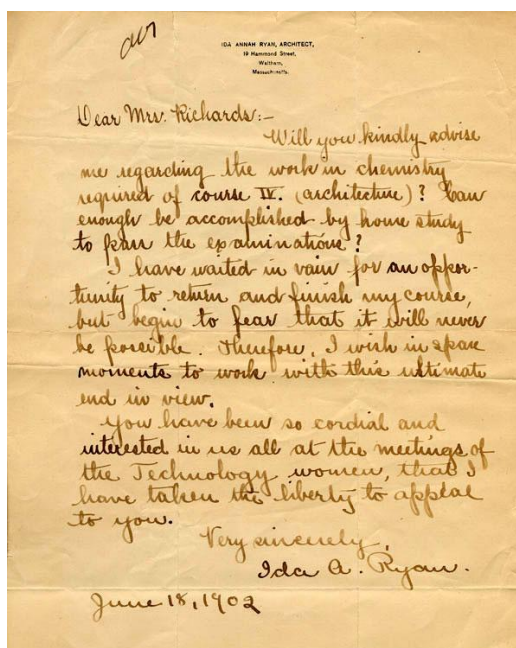 IDA ANNAH RYAN, ARCHITECT,
19 Hammond Street,
Waltham,
Massachusetts.
Dear Mrs. Richards:-
Will you kindly advise
me regarding the work in chemistry
required of course IV. (architecture)? Can
enough be accomplished by home study
to pass the examinations?
I have waited in vain for an oppor-
tunity to return and finish my course,
but begin to fear that it will never
be possible. Therefore, I wish in spare
moments to work with this ultimate
end in view.
You have been so cordial and
interested in us all at the meetings of
the Technology women, that I
have taken the liberty to appeal
to you.
Very sincerely,
Ida A. Ryan.
June 18, 1902